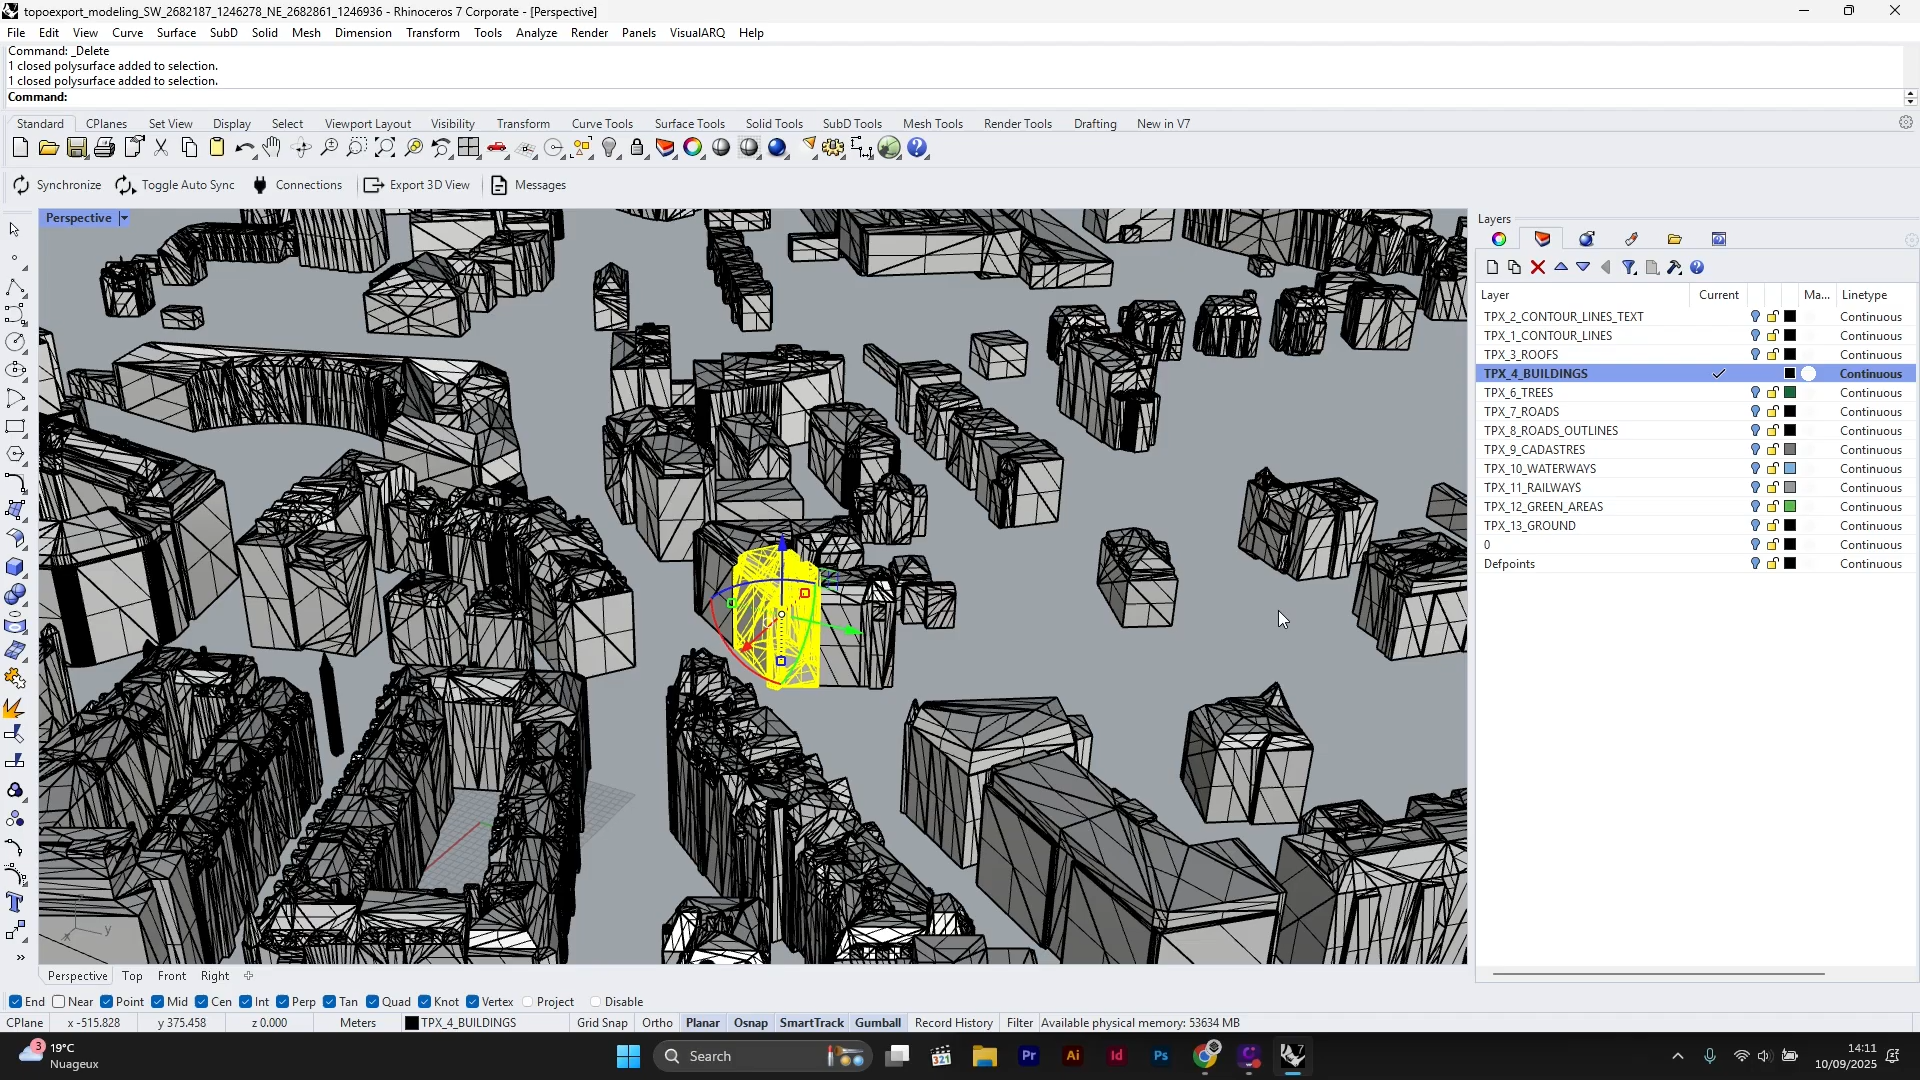 topoexport_modeling_SW_2682187_1246278_NE_2682861_1246936 - Rhinoceros 7 Corporate - [Perspective]
File Edit View Curve Surface SubD Solid Mesh Dimension Transform Tools Analyze Render Panels VisualARQ Help
Command: _Delete
1 closed polysurface added to selection.
1 closed polysurface added to selection.
Command:
Standard CPlanes Set View Display Select Viewport Layout Visibility Transform Curve Tools Surface Tools Solid Tools SubD Tools Mesh Tools Render Tools Drafting New in V7
Synchronize Toggle Auto Sync Connections Export 3D View Messages
Perspective
Layers
Layer Current Ma... Linetype
TPX_2_CONTOUR_LINES_TEXT Continuous
TPX_1_CONTOUR_LINES Continuous
TPX_3_ROOFS Continuous
TPX_4_BUILDINGS Continuous
TPX_6_TREES Continuous
TPX_7_ROADS Continuous
TPX_8_ROADS_OUTLINES Continuous
TPX_9_CADASTRES Continuous
TPX_10_WATERWAYS Continuous
TPX_11_RAILWAYS Continuous
TPX_12_GREEN_AREAS Continuous
TPX_13_GROUND Continuous
0 Continuous
Defpoints Continuous
x y
Perspective Top Front Right
End Near Point Mid Cen Int Perp Tan Quad Knot Vertex Project Disable
CPlane x -515.828 y 375.458 z 0.000 Meters TPX_4_BUILDINGS Grid Snap Ortho Planar Osnap SmartTrack Gumball Record History Filter Available physical memory: 53634 MB
3 19°C
Nuageux
Search
321
Pr Ai Id Ps
14:11
10/09/2025